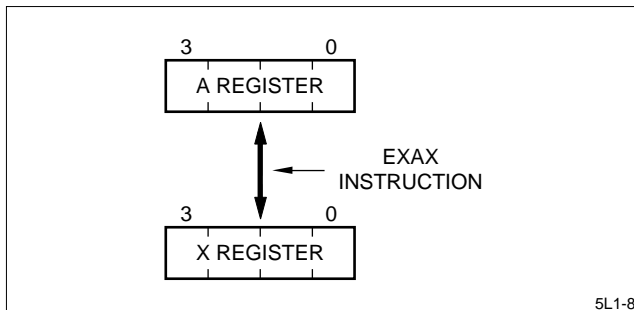 3 0
A REGISTER
EXAX
INSTRUCTION
3 0
X REGISTER
5L1-8